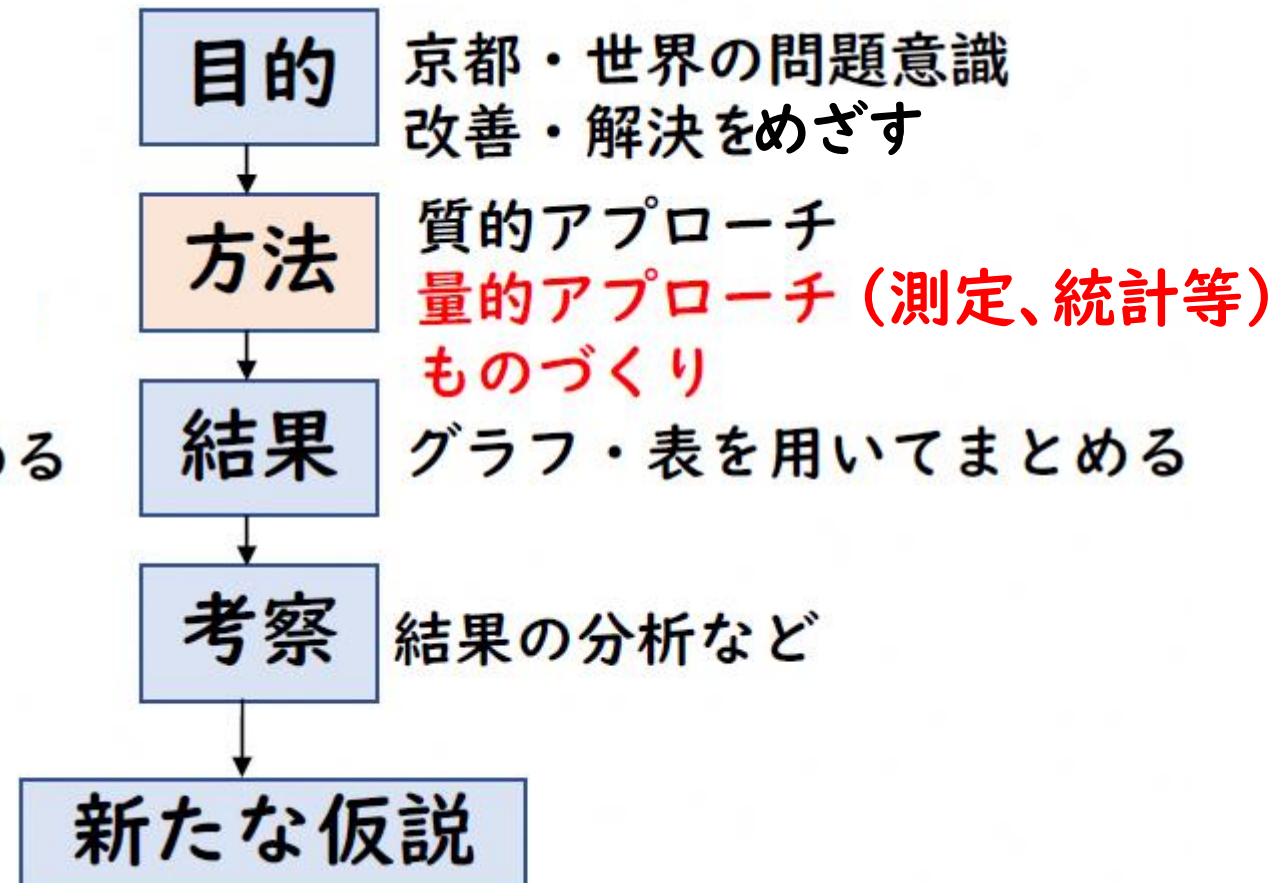 目的
京都・世界の問題意識
改善・解決をめざす
方法
質的アプローチ
量的アプローチ（測定、統計等）
ものづくり
める
結果
グラフ・表を用いてまとめる
考察
結果の分析など
新たな仮説